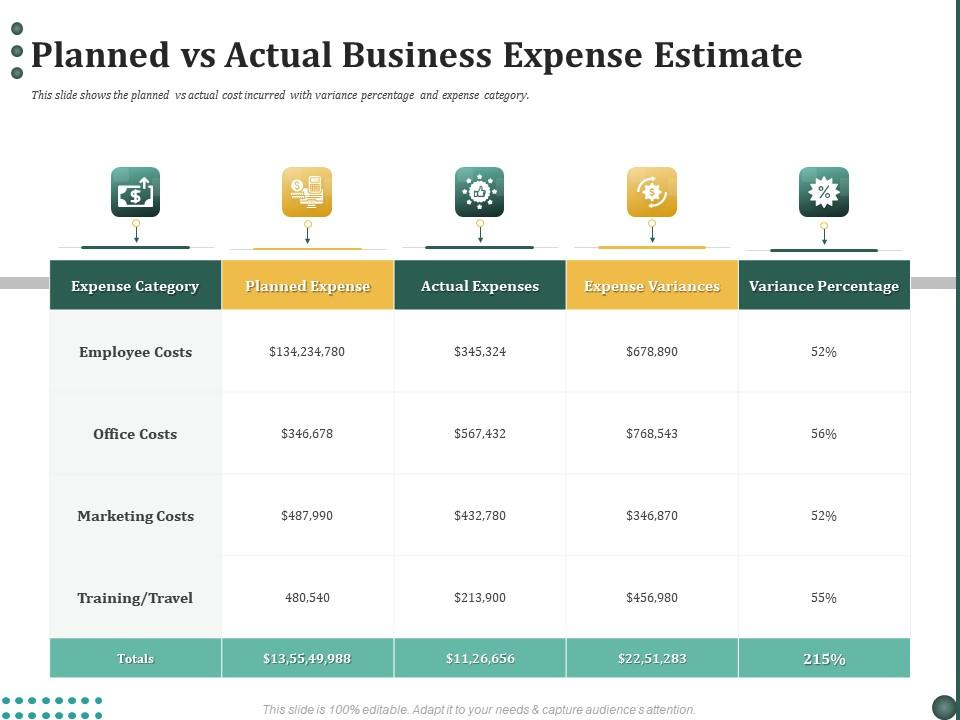 Planned vs Actual Business Expense Estimate
This slide shows the planned vs actual cost incurred with variance percentage and expense category.
Expense Category Planned Expense Actual Expenses Expense Variances Variance Percentage
Employee Costs $134,234,780 $345,324 $678,890 52%
Office Costs $346,678 $567,432 $768,543 56%
Marketing Costs $487,990 $432,780 $346,870 52%
Training/Travel 480,540 $213,900 $456,980 55%
Totals $13,55,49,988 $11,26,656 $22,51,283 215%
This slide is 100% editable. Adapt it to your needs & capture audience's attention.